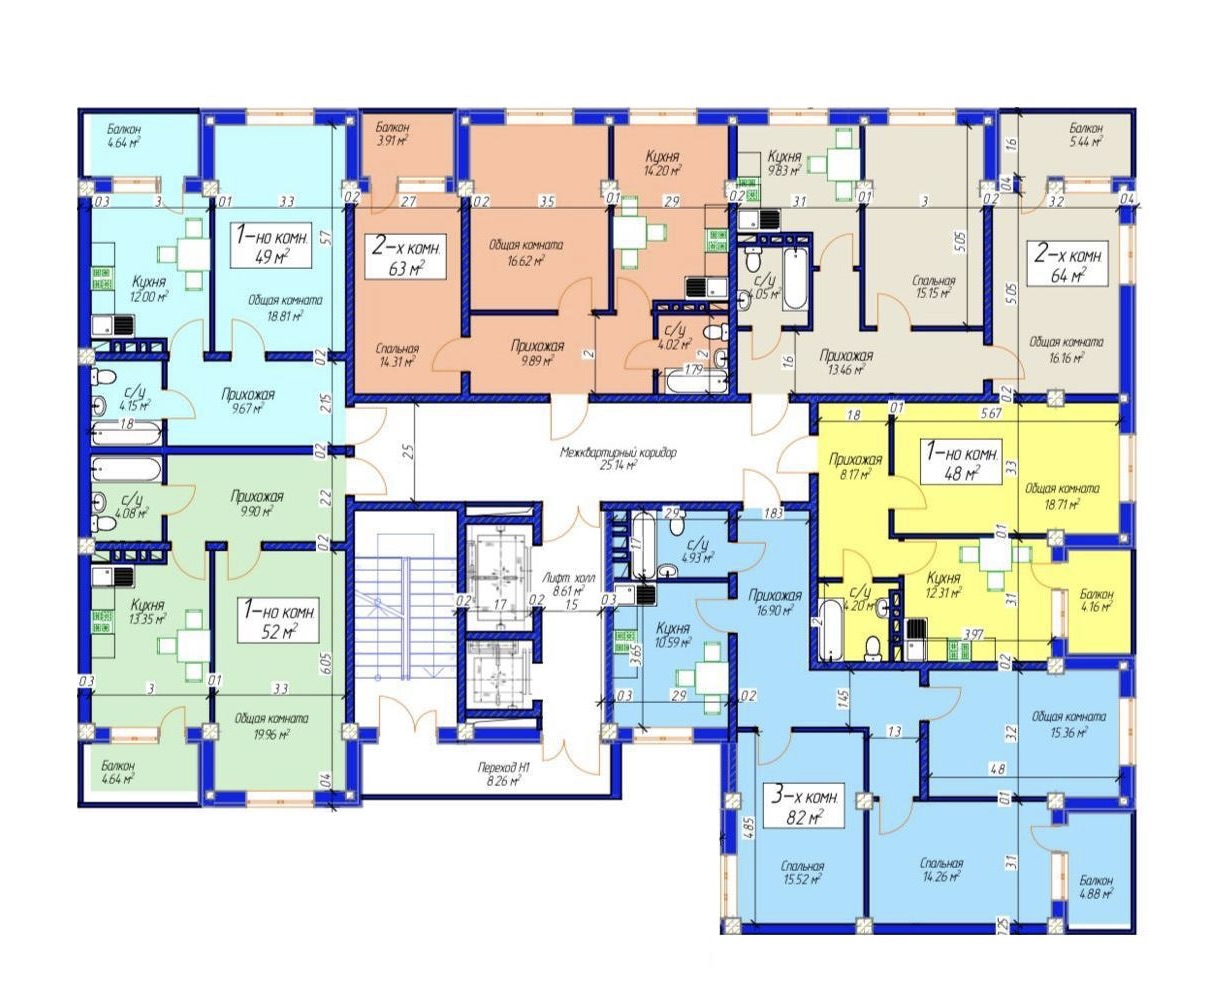 Балкон
4.64 м²
0.3
3
0.1
3.3
0.2
5.7
1-но комн.
49 м²
Кухня
12.00 м²
Общая комната
18.81 м²
0.2
с/у
4.15 м²
1.8
Прихожая
9.67 м²
2.15
0.2
Балкон
3.91 м²
2.7
0.2
3.5
0.1
2.9
0.2
2-х комн.
63 м²
Кухня
14.20 м²
Общая комната
16.62 м²
Спальная
14.31 м²
Прихожая
9.89 м²
2
с/у
4.02 м²
2
1.79
Кухня
9.83 м²
3.1
0.1
3
0.2
5.05
с/у
4.05 м²
Спальная
15.15 м²
Прихожая
13.46 м²
1.6
Балкон
5.44 м²
1.6
0.4
3.2
0.4
2-х комн.
64 м²
5.05
Общая комната
16.16 м²
0.2
Межквартирный коридор
25.14 м²
2.5
1.8
0.1
5.67
Прихожая
8.17 м²
1-но комн.
48 м²
3.3
Общая комната
18.71 м²
0.1
Кухня
12.31 м²
3.1
с/у
4.20 м²
2
3.97
0.2
Балкон
4.16 м²
с/у
4.08 м²
Прихожая
9.90 м²
2.2
0.2
Кухня
13.35 м²
1-но комн.
52 м²
6.05
0.3
3
0.1
3.3
Общая комната
19.96 м²
Балкон
4.64 м²
0.4
0.2
1.7
0.2
Лифт. холл
8.61 м²
1.5
0.3
Переход Н1
8.26 м²
2.9
1.83
1.7
с/у
4.93 м²
Прихожая
16.90 м²
Кухня
10.59 м²
3.65
0.3
2.9
0.2
1.45
1.3
Общая комната
15.36 м²
3.2
4.8
0.1
3-х комн.
82 м²
4.85
Спальная
15.52 м²
Спальная
14.26 м²
3.1
Балкон
4.88 м²
0.25